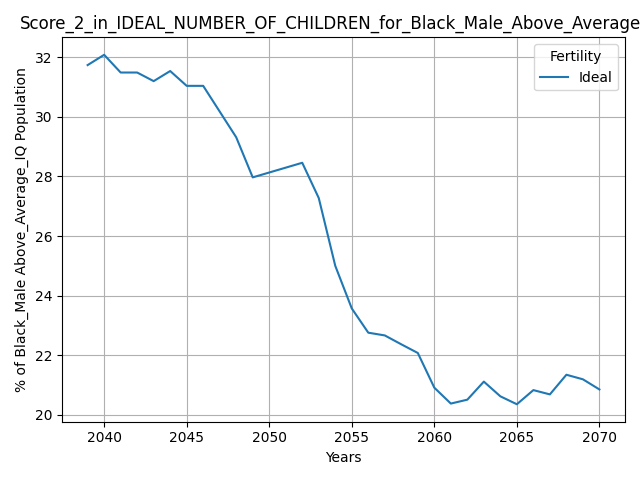 Score_2_in_IDEAL_NUMBER_OF_CHILDREN_for_Black_Male_Above_Average
Fertility
Ideal
% of Black_Male Above_Average_IQ Population
32
30
28
26
24
22
20
2040 2045 2050 2055 2060 2065 2070
Years